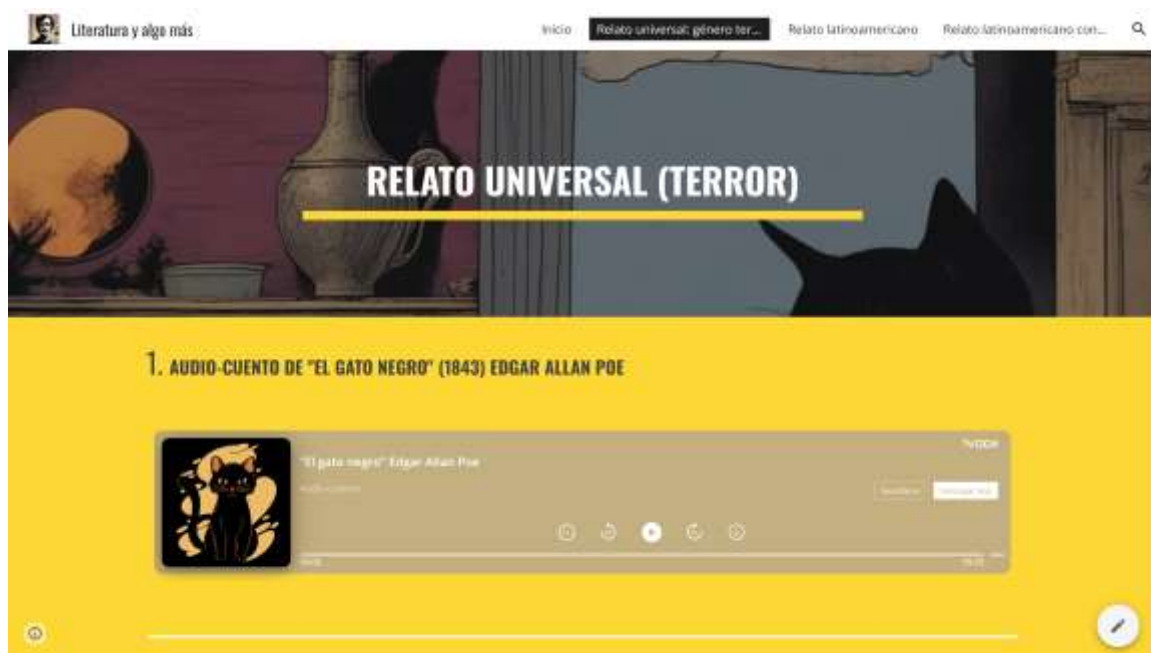 Literatura y algo más
Inicio
Relato universal: género ter...
Relato latinoamericano
Relato latinoamericano con...
RELATO UNIVERSAL (TERROR)
1. AUDIO-CUENTO DE "EL GATO NEGRO" (1843) EDGAR ALLAN POE
"El gato negro" Edgar Allan Poe